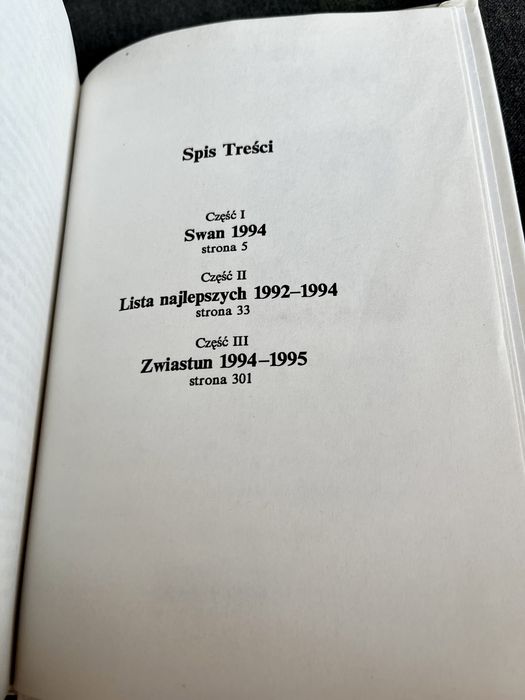 Spis Treści
Część I
Swan 1994
strona 5
Część II
Lista najlepszych 1992–1994
strona 33
Część III
Zwiastun 1994–1995
strona 301